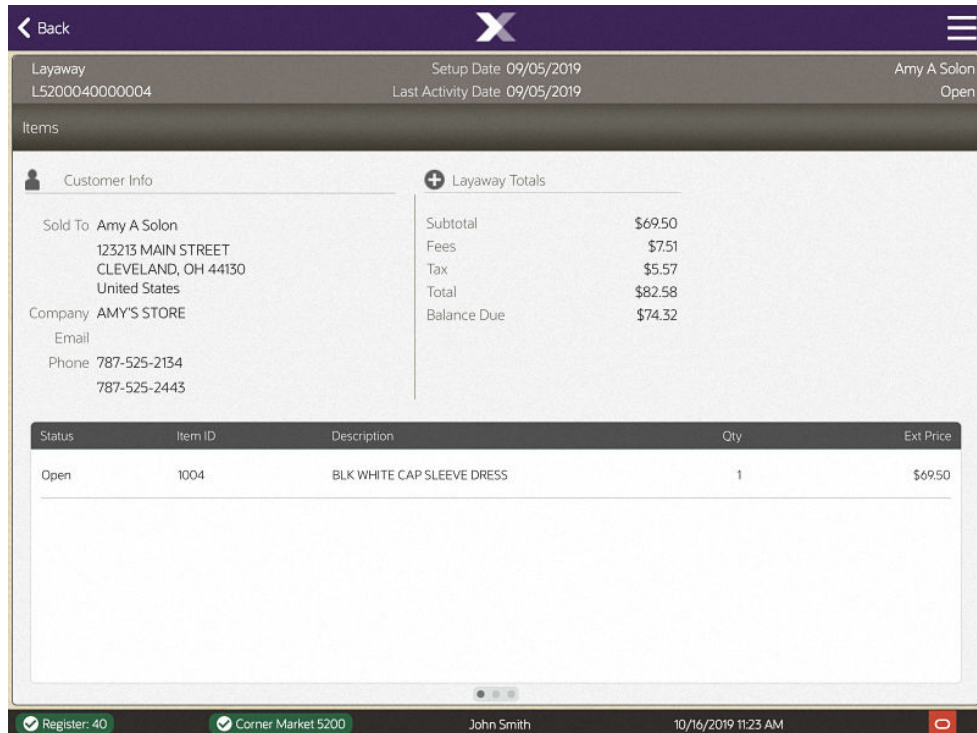 Back
Layaway
L5200040000004
Setup Date 09/05/2019
Last Activity Date 09/05/2019
Amy A Solon
Open
Items
Customer Info
Sold To Amy A Solon
123213 MAIN STREET
CLEVELAND, OH 44130
United States
Company AMY'S STORE
Email
Phone 787-525-2134
787-525-2443
Layaway Totals
Subtotal $69.50
Fees $7.51
Tax $5.57
Total $82.58
Balance Due $74.32
Status Item ID Description Qty Ext Price
Open 1004 BLK WHITE CAP SLEEVE DRESS 1 $69.50
Register: 40 Corner Market 5200 John Smith 10/16/2019 11:23 AM